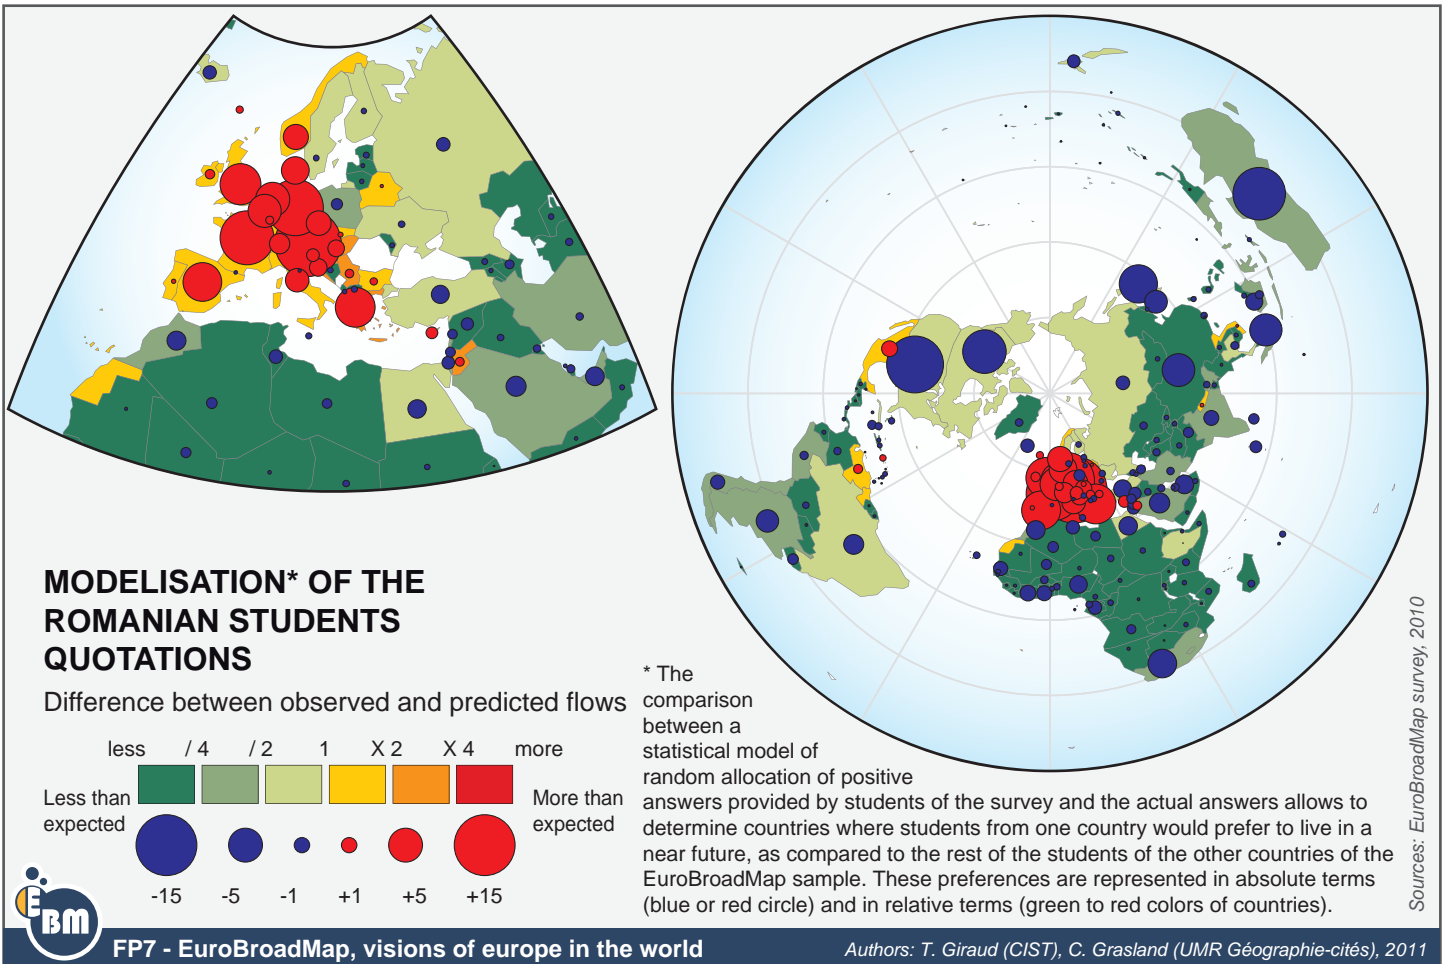 MODELISATION* OF THE
ROMANIAN STUDENTS
QUOTATIONS
Difference between observed and predicted flows
less / 4 / 2 1 X 2 X 4 more
Less than
expected
More than
expected
-15 -5 -1 +1 +5 +15
* The
comparison
between a
statistical model of
random allocation of positive
answers provided by students of the survey and the actual answers allows to
determine countries where students from one country would prefer to live in a
near future, as compared to the rest of the students of the other countries of the
EuroBroadMap sample. These preferences are represented in absolute terms
(blue or red circle) and in relative terms (green to red colors of countries).
Sources: EuroBroadMap survey, 2010
EBM
FP7 - EuroBroadMap, visions of europe in the world
Authors: T. Giraud (CIST), C. Grasland (UMR Géographie-cités), 2011